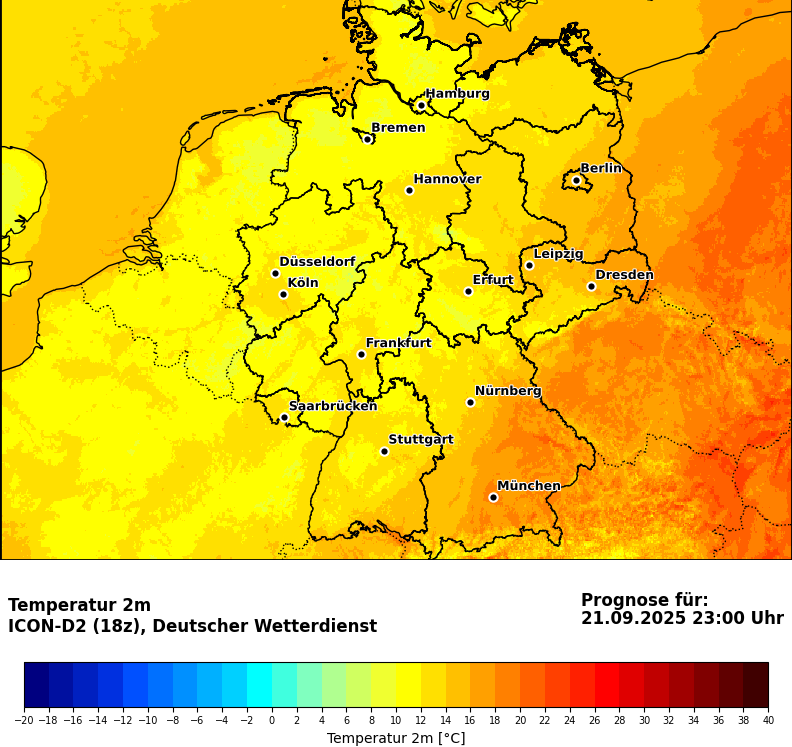 Hamburg
Bremen
Berlin
Hannover
Leipzig
Düsseldorf
Dresden
Erfurt
Köln
Frankfurt
Nürnberg
Saarbrücken
Stuttgart
München
Temperatur 2m
ICON-D2 (18z), Deutscher Wetterdienst
Prognose für:
21.09.2025 23:00 Uhr
−20 −18 −16 −14 −12 −10 −8 −6 −4 −2 0 2 4 6 8 10 12 14 16 18 20 22 24 26 28 30 32 34 36 38 40
Temperatur 2m [°C]